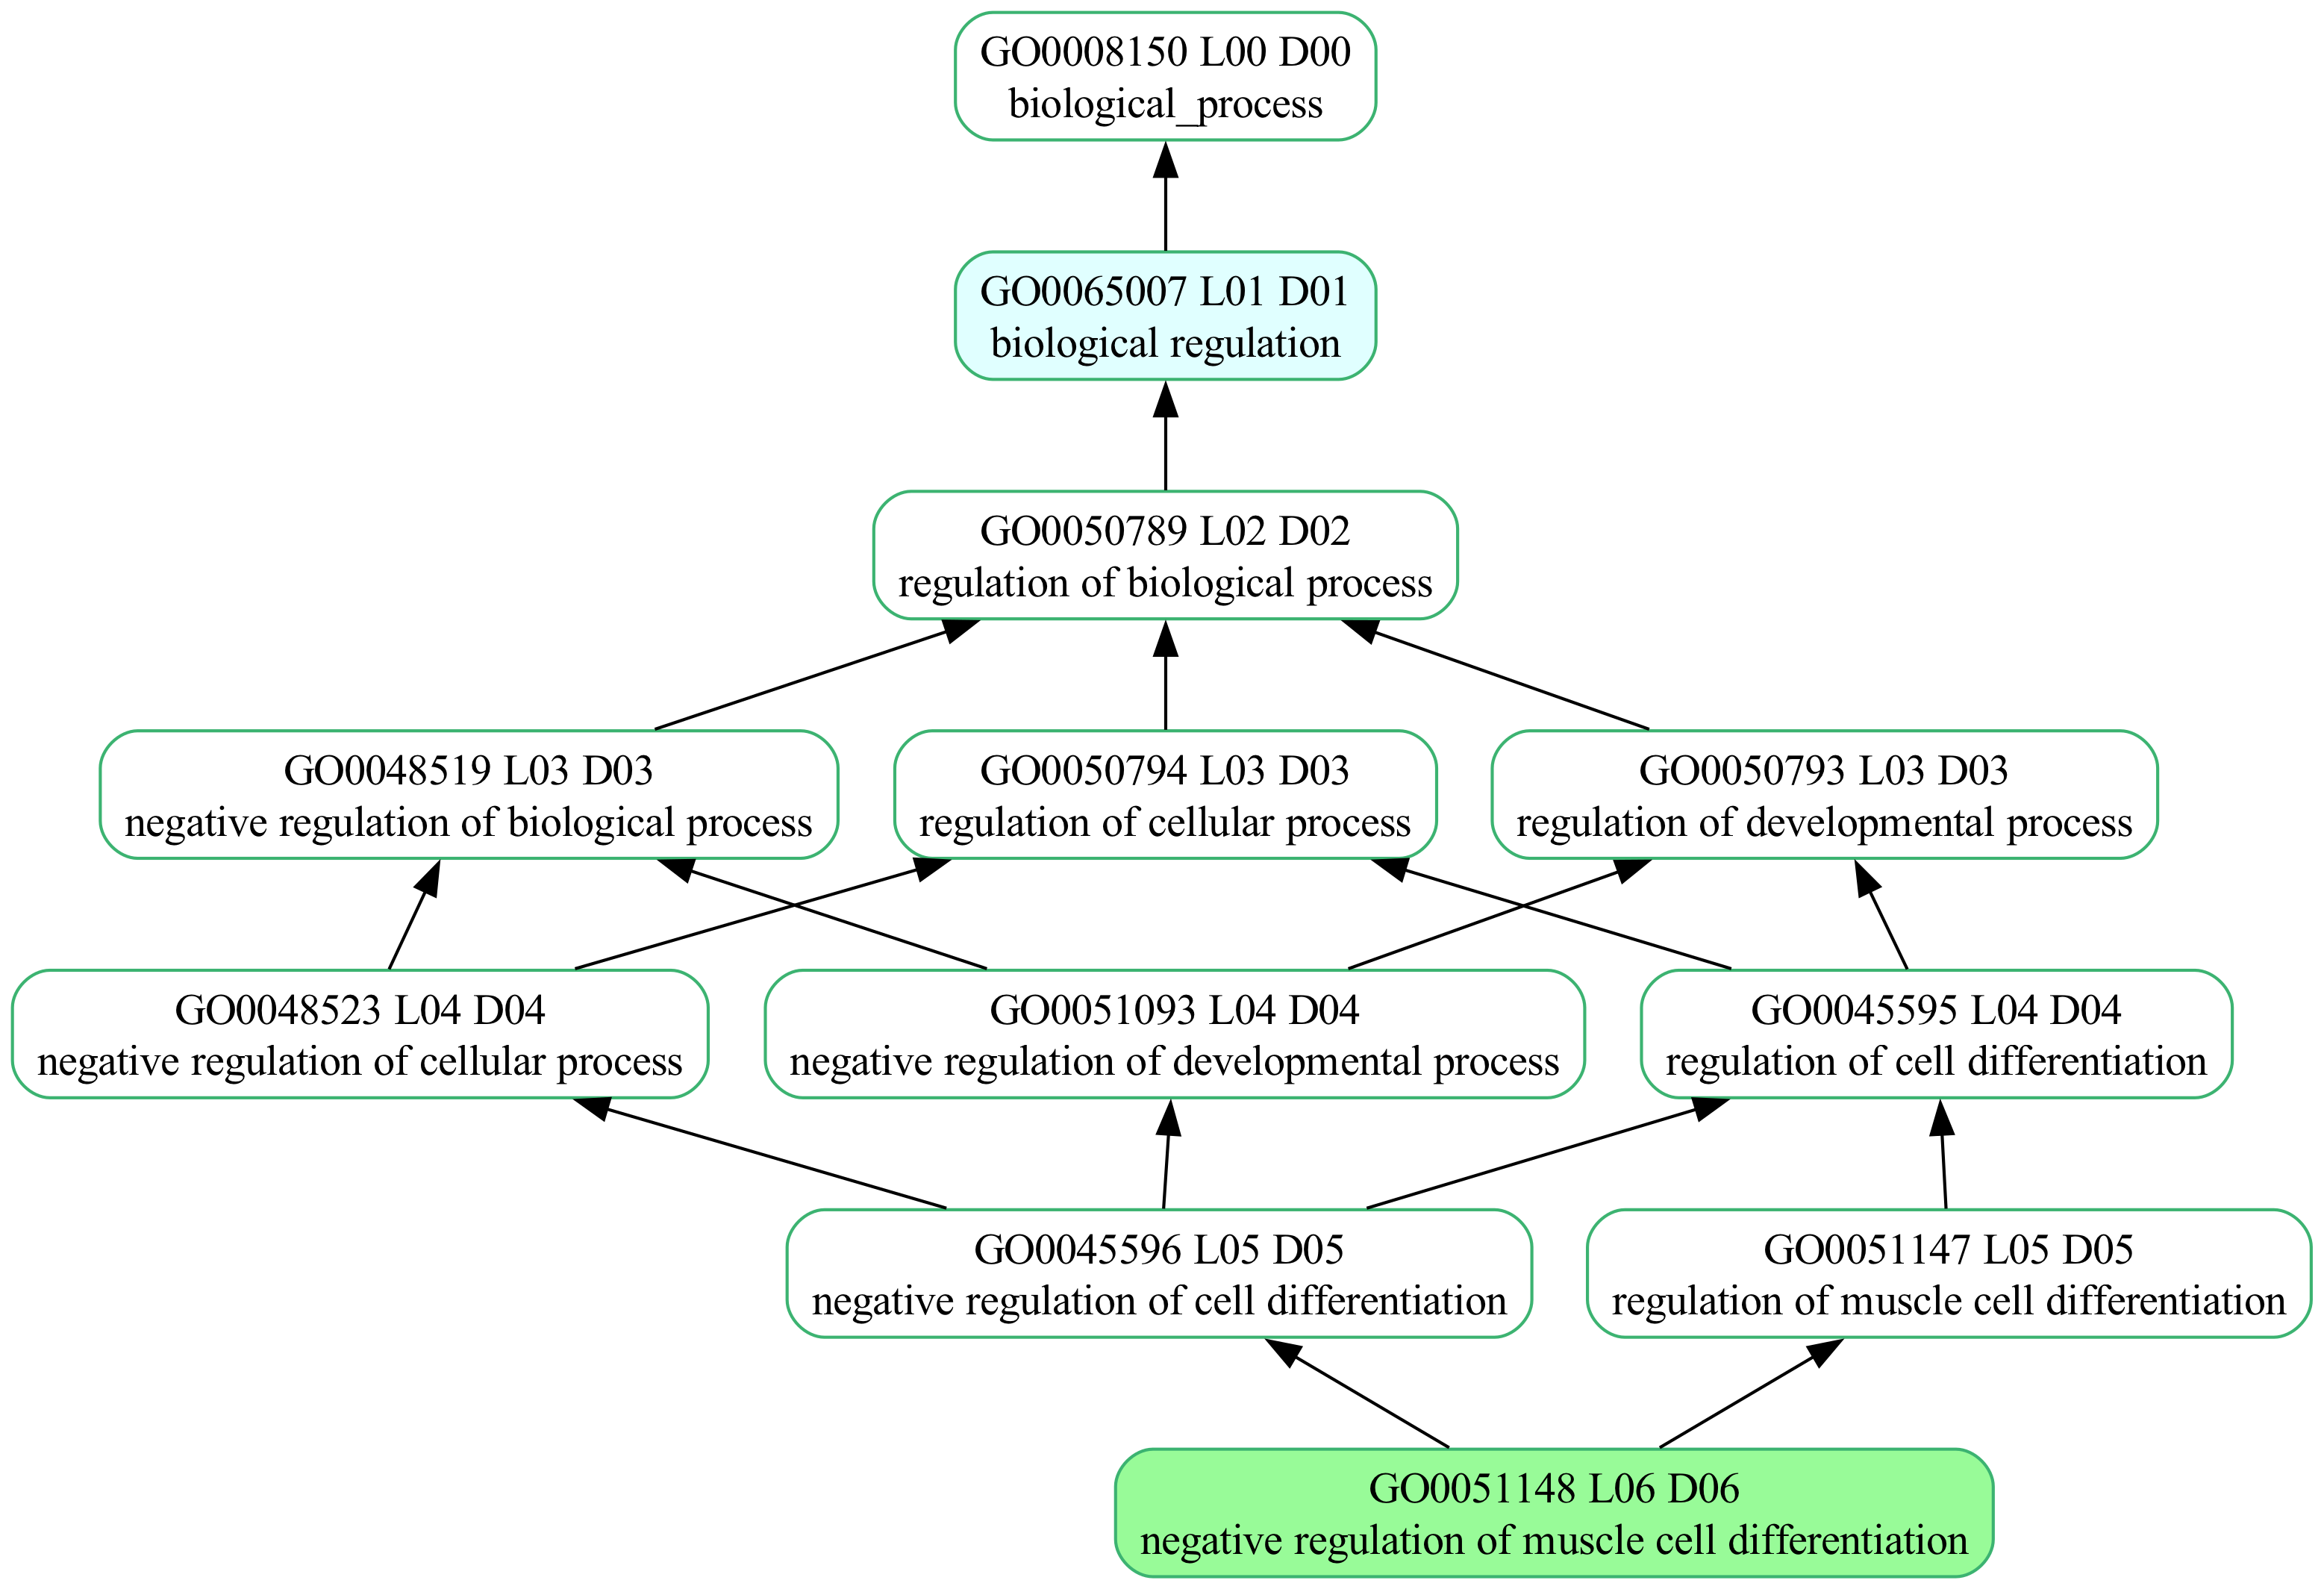 GO0008150 L00 D00
biological_process
GO0065007 L01 D01
biological regulation
GO0050789 L02 D02
regulation of biological process
GO0048519 L03 D03
negative regulation of biological process
GO0050794 L03 D03
regulation of cellular process
GO0050793 L03 D03
regulation of developmental process
GO0048523 L04 D04
negative regulation of cellular process
GO0051093 L04 D04
negative regulation of developmental process
GO0045595 L04 D04
regulation of cell differentiation
GO0045596 L05 D05
negative regulation of cell differentiation
GO0051147 L05 D05
regulation of muscle cell differentiation
GO0051148 L06 D06
negative regulation of muscle cell differentiation